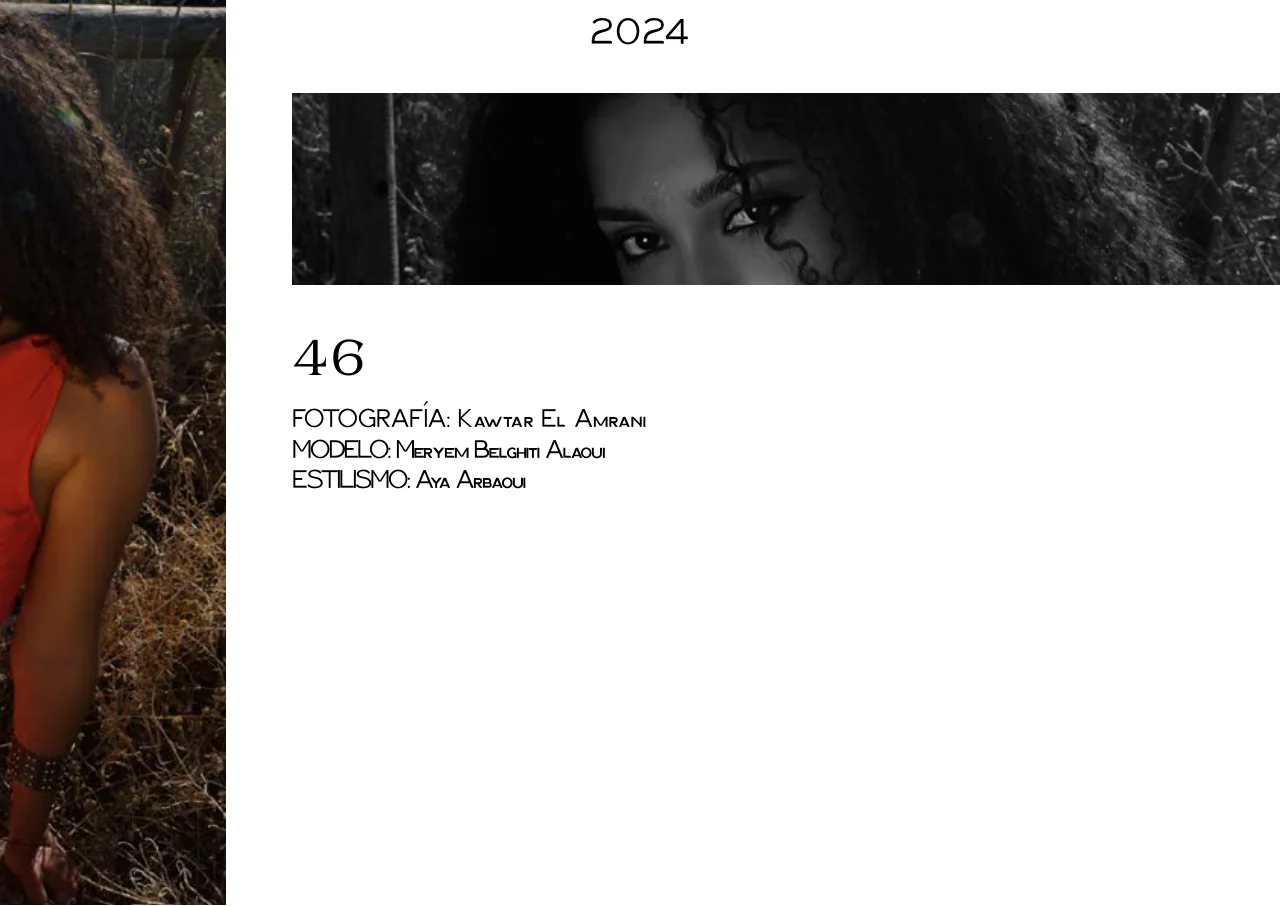 2024
46
FOTOGRAFÍA: Kawtar El Amrani
MODELO: Meryem Belghiti Alaoui
ESTILISMO: Aya Arbaoui